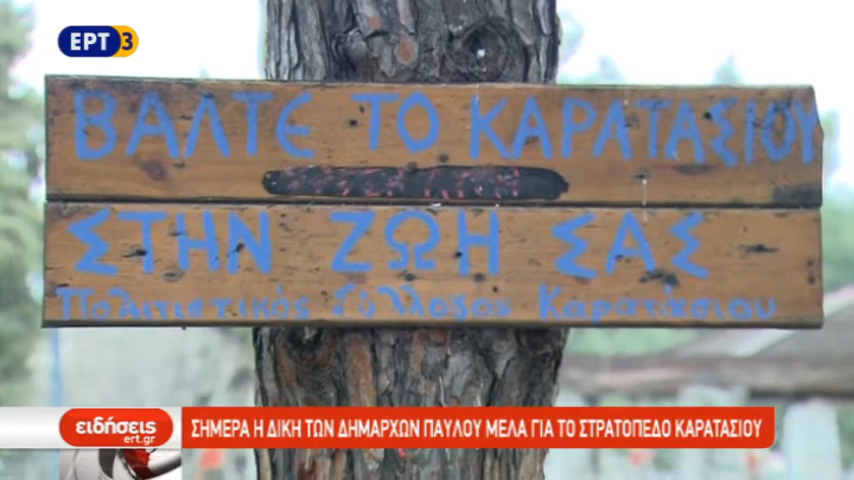 ΕΡΤ3
ΒΑΛΤΕ ΤΟ ΚΑΡΑΤΑΣΙΟΥ
ΣΤΗΝ ΖΩΗ ΣΑΣ
Πολιτιστικός Σύλλογος Καρατάσιου
ειδήσεις
ert.gr
ΣΗΜΕΡΑ Η ΔΙΚΗ ΤΩΝ ΔΗΜΑΡΧΩΝ ΠΑΥΛΟΥ ΜΕΛΑ ΓΙΑ ΤΟ ΣΤΡΑΤΟΠΕΔΟ ΚΑΡΑΤΑΣΙΟΥ